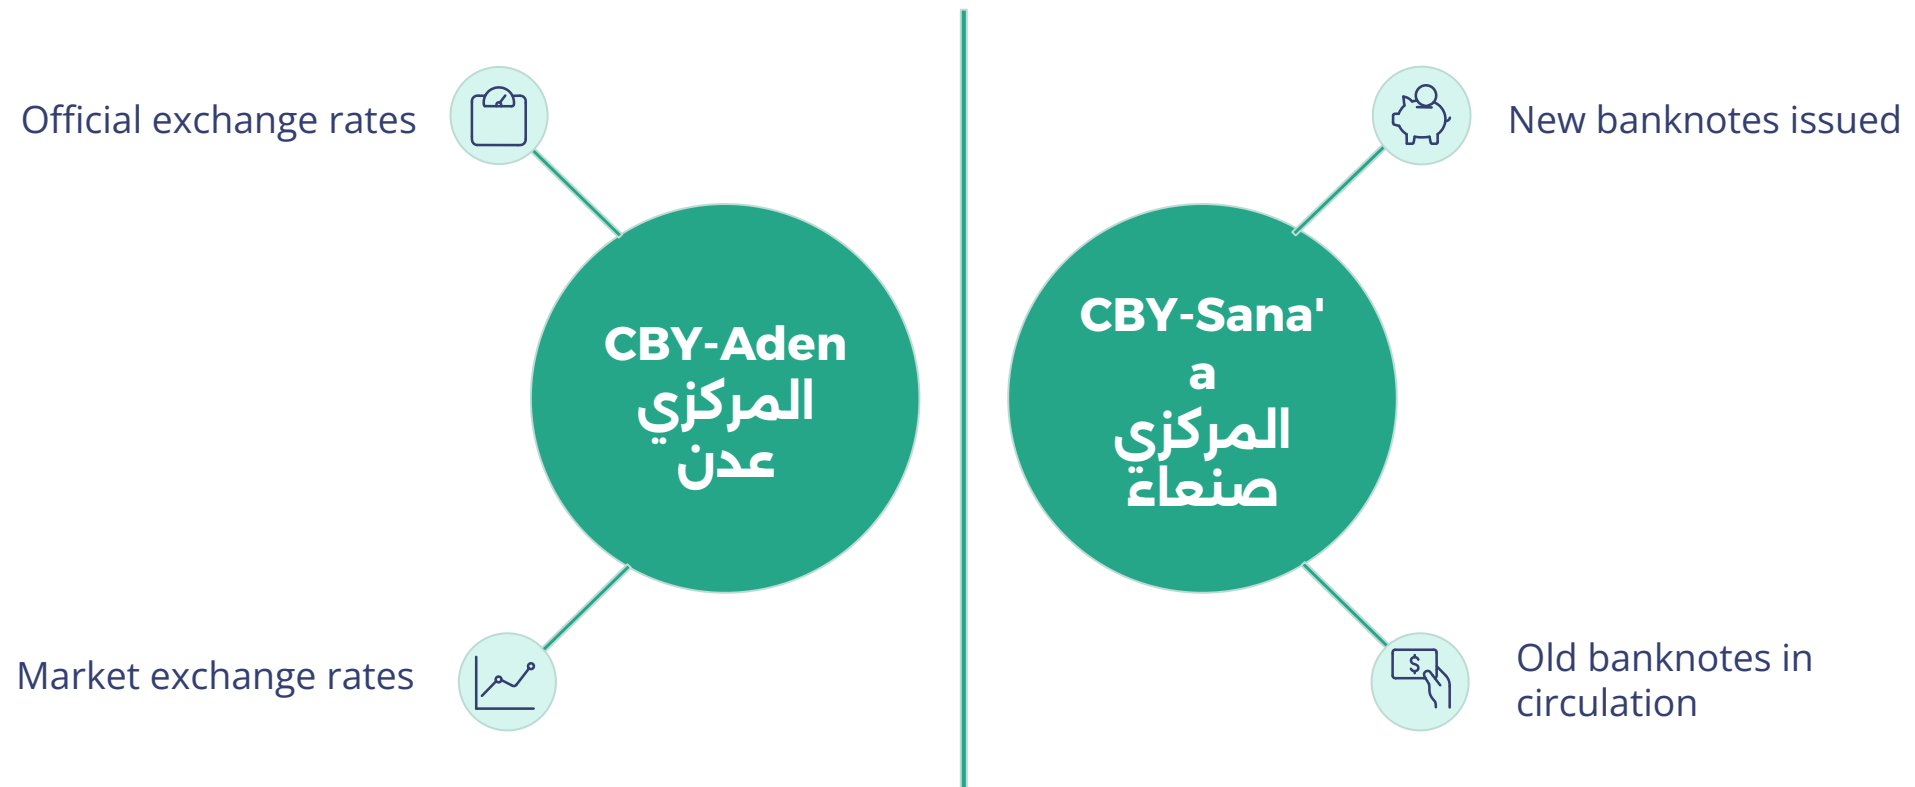 Official exchange rates
CBY-Aden
المركزي
عدن
Market exchange rates
New banknotes issued
CBY-Sana'
a
المركزي
صنعاء
Old banknotes in
circulation